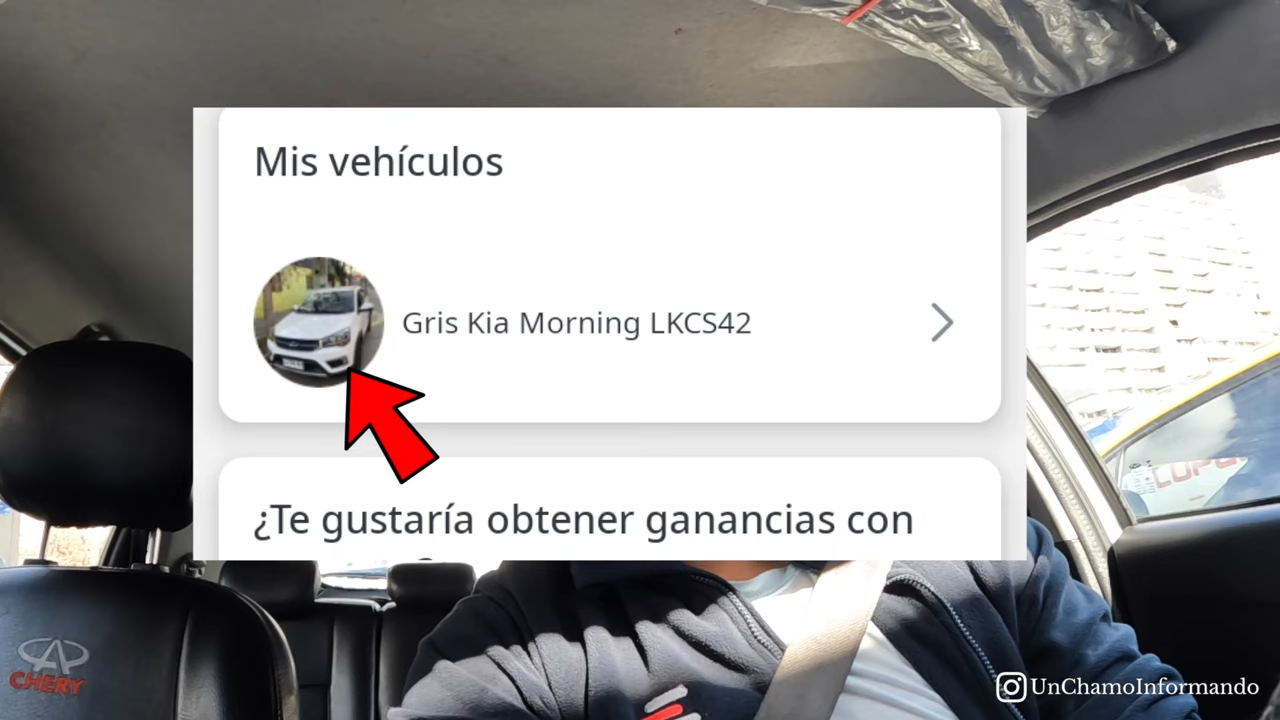 Mis vehículos
Gris Kia Morning LKCS42
¿Te gustaría obtener ganancias con
CHERY
UnChamoInformando